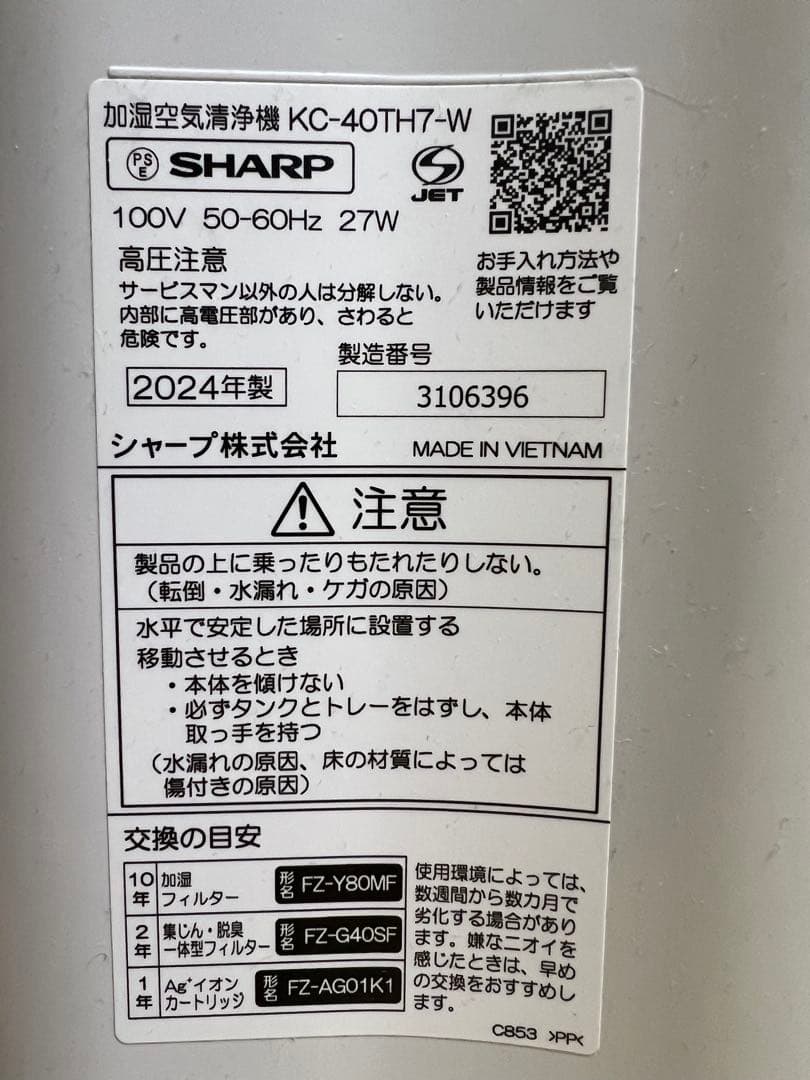 加湿空気清浄機 KC-40TH7-W
PS
E
SHARP
JET
100V 50-60Hz 27W
高圧注意
サービスマン以外の人は分解しない。
内部に高電圧部があり、さわると
危険です。
お手入れ方法や
製品情報をご覧
いただけます
製造番号
2024年製
3106396
シャープ株式会社
MADE IN VIETNAM
注意
製品の上に乗ったりもたれたりしない。
（転倒・水漏れ・ケガの原因）
水平で安定した場所に設置する
移動させるとき
・本体を傾けない
・必ずタンクとトレーをはずし、本体
取っ手を持つ
（水漏れの原因、床の材質によっては
傷付きの原因）
交換の目安
10年 加湿フィルター 形名 FZ-Y80MF
2年 集じん・脱臭一体型フィルター 形名 FZ-G40SF
1年 Ag⁺イオンカートリッジ 形名 FZ-AG01K1
使用環境によっては、
数週間から数カ月で
劣化する場合があり
ます。嫌なニオイを
感じたときは、早め
の交換をおすすめし
ます。
C853 >PP<